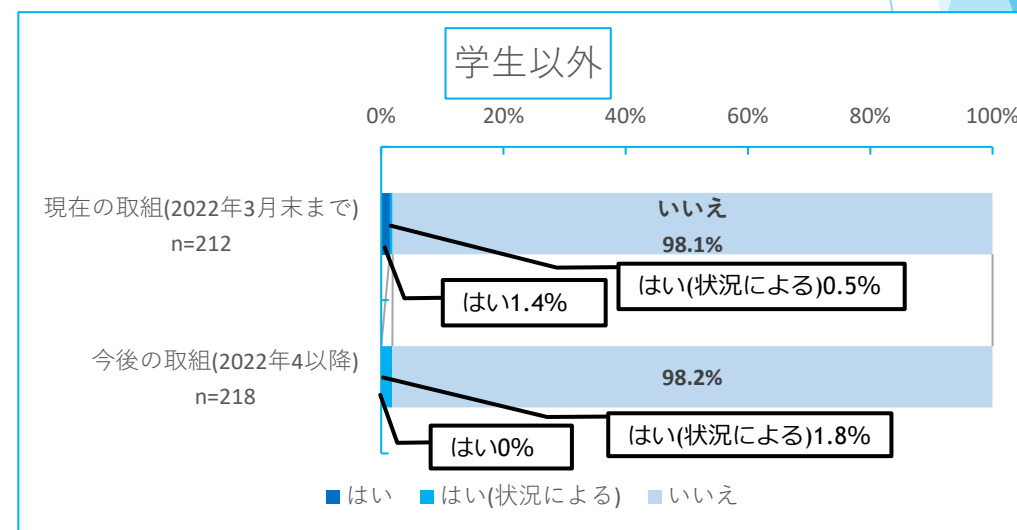 学生以外
0% 20% 40% 60% 80% 100%
現在の取組(2022年3月末まで)
n=212
いいえ
98.1%
はい(状況による)0.5%
はい1.4%
今後の取組(2022年4以降)
n=218
98.2%
はい(状況による)1.8%
はい0%
はい はい(状況による) いいえ